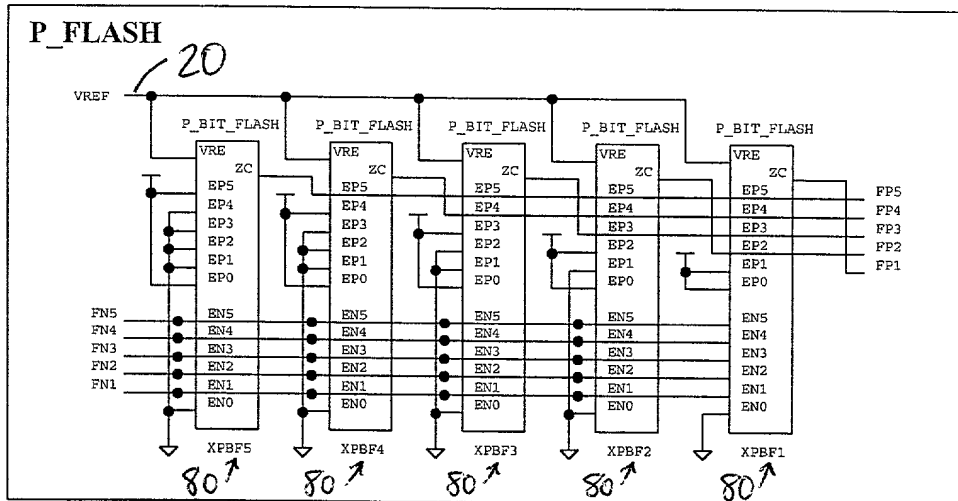 P_FLASH
20
VREF
P_BIT_FLASH P_BIT_FLASH P_BIT_FLASH P_BIT_FLASH P_BIT_FLASH
VRE VRE VRE VRE VRE
ZC ZC ZC ZC ZC
EP5 EP5 EP5 EP5 EP5 FP5
EP4 EP4 EP4 EP4 EP4 FP4
EP3 EP3 EP3 EP3 EP3 FP3
EP2 EP2 EP2 EP2 EP2 FP2
EP1 EP1 EP1 EP1 EP1 FP1
EP0 EP0 EP0 EP0 EP0
FN5 EN5 EN5 EN5 EN5 EN5
FN4 EN4 EN4 EN4 EN4 EN4
FN3 EN3 EN3 EN3 EN3 EN3
FN2 EN2 EN2 EN2 EN2 EN2
FN1 EN1 EN1 EN1 EN1 EN1
EN0 EN0 EN0 EN0 EN0
XPBF5 XPBF4 XPBF3 XPBF2 XPBF1
80 80 80 80 80